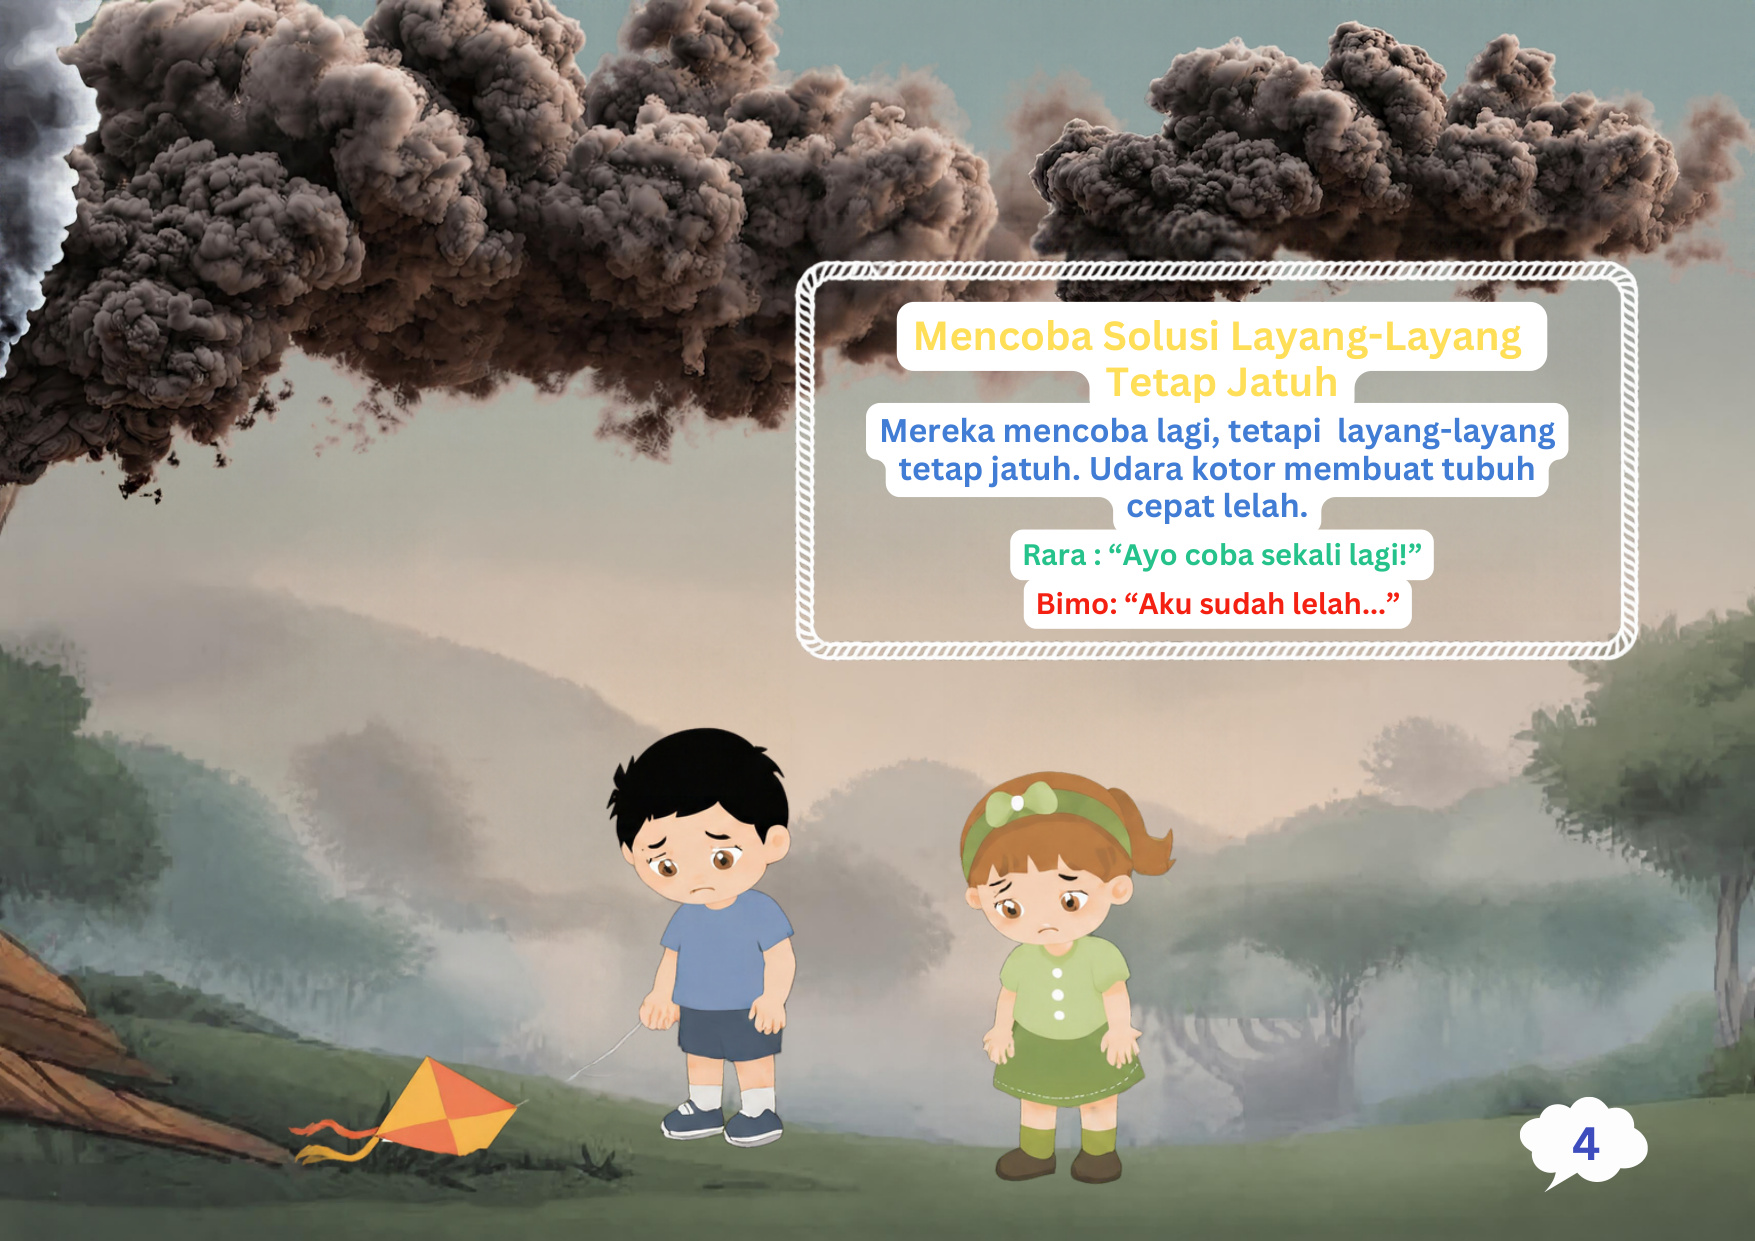 Mencoba Solusi Layang-Layang
Tetap Jatuh
Mereka mencoba lagi, tetapi  layang-layang
tetap jatuh. Udara kotor membuat tubuh
cepat lelah.
Rara : “Ayo coba sekali lagi!”
Bimo: “Aku sudah lelah...”
4